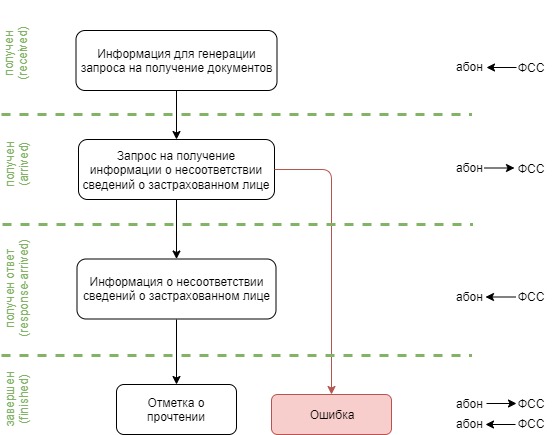 получен
(received)
Информация для генерации
запроса на получение документов
абон
ФСС
получен
(arrived)
Запрос на получение
информации о несоответствии
сведений о застрахованном лице
абон
ФСС
получен ответ
(response-arrived)
Информация о несоответствии
сведений о застрахованном лице
абон
ФСС
завершен
(finished)
Отметка о
прочтении
Ошибка
абон
ФСС
абон
ФСС